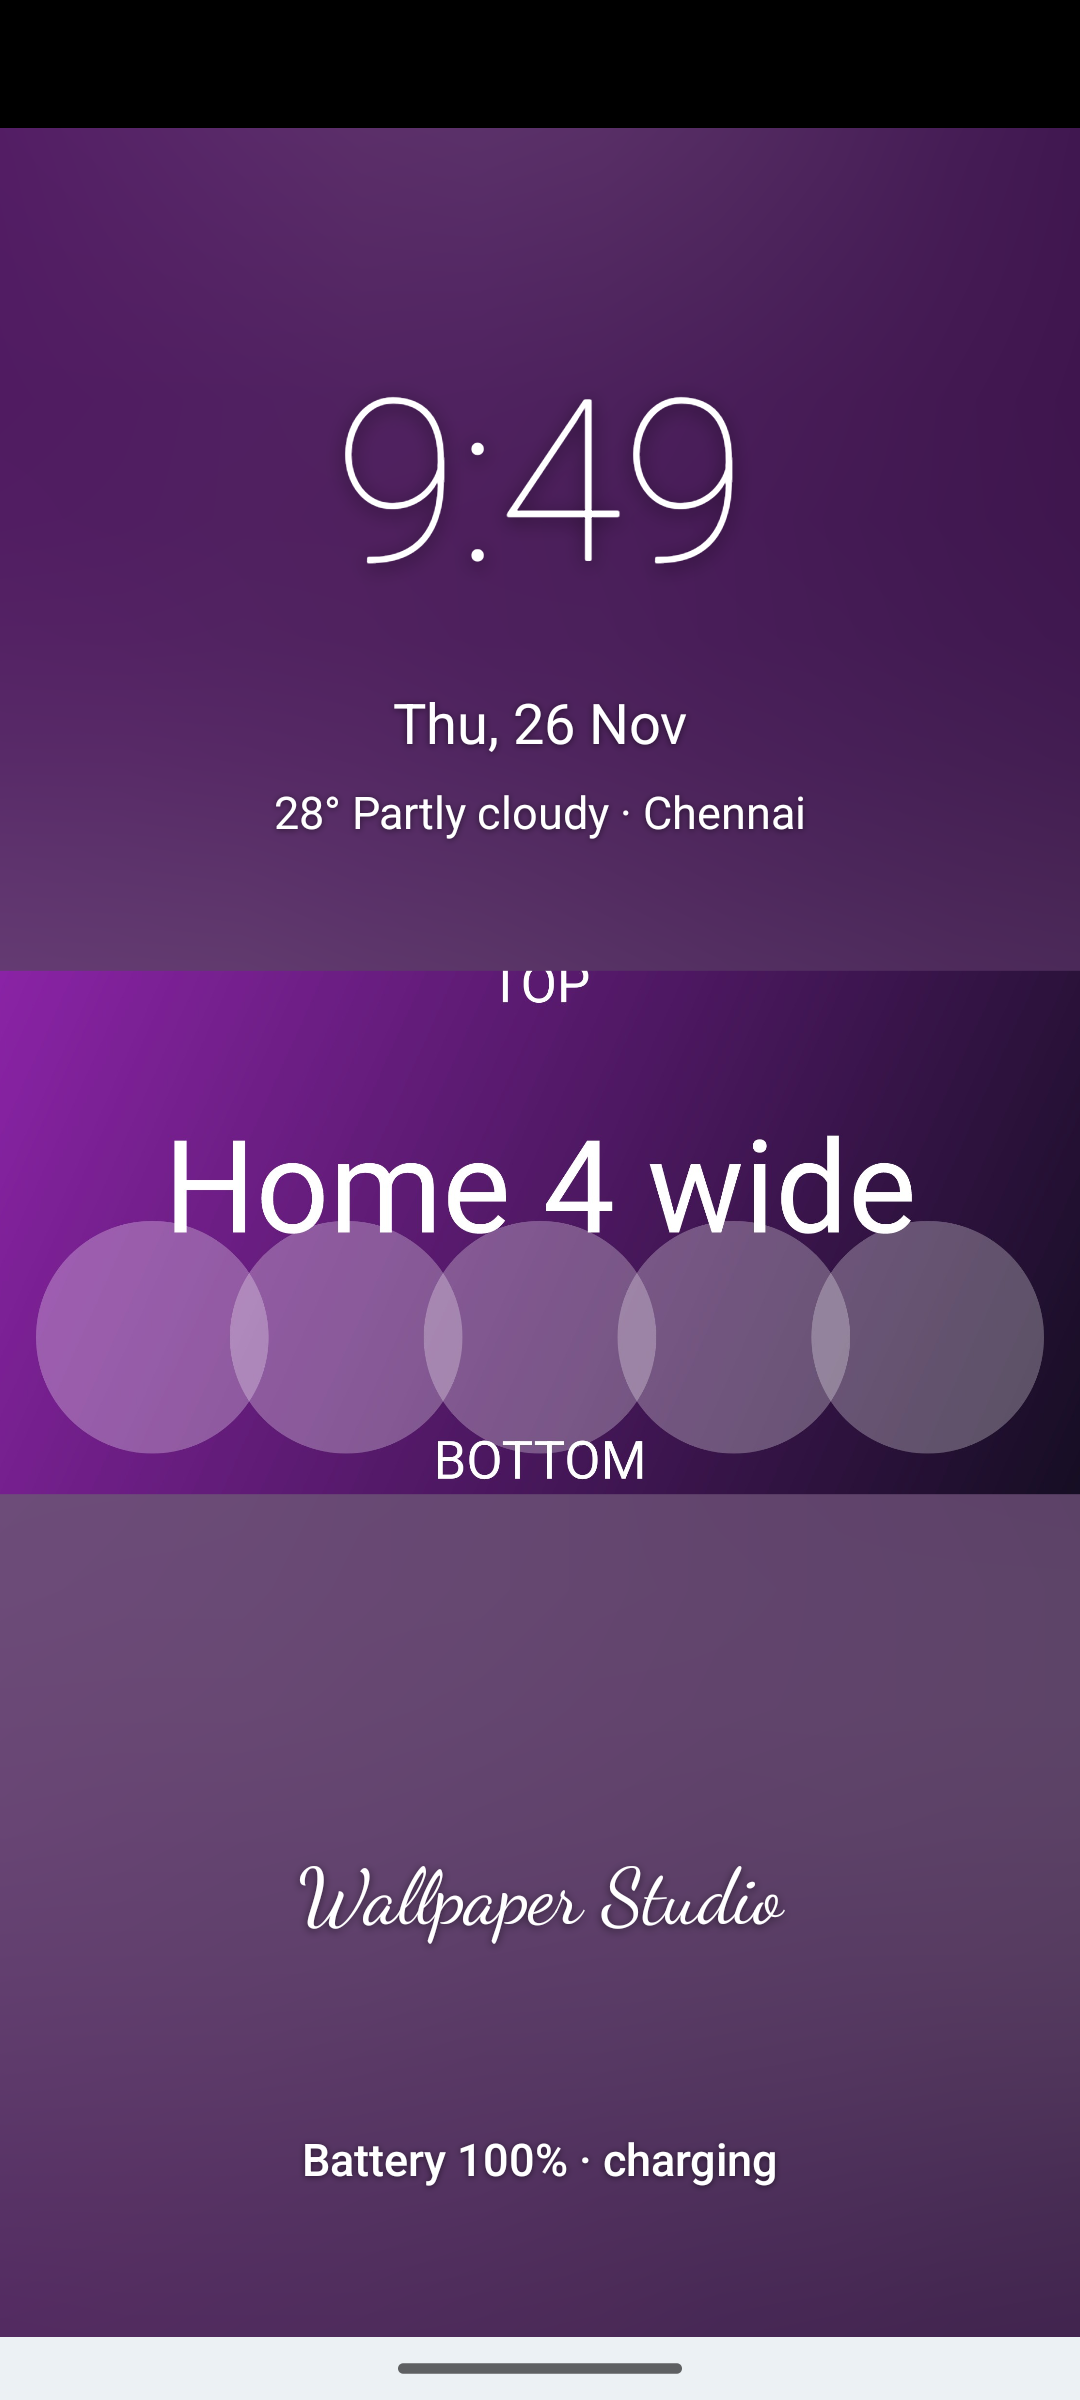 9:49
Thu, 26 Nov
28° Partly cloudy · Chennai
TOP
Home 4 wide
BOTTOM
Wallpaper Studio
Battery 100% · charging